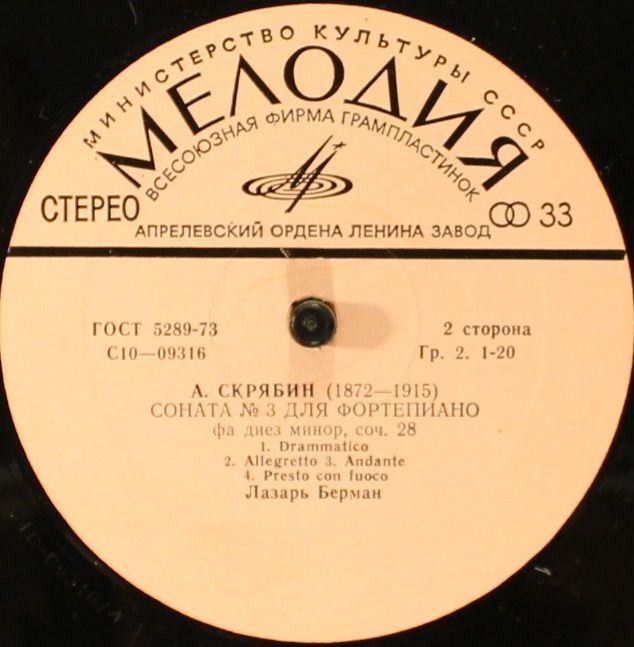 МИНИСТЕРСТВО КУЛЬТУРЫ СССР
МЕЛОДИЯ
ВСЕСОЮЗНАЯ ФИРМА ГРАМПЛАСТИНОК
СТЕРЕО
33
АПРЕЛЕВСКИЙ ОРДЕНА ЛЕНИНА ЗАВОД
ГОСТ 5289-73
2 сторона
С10—09316
Гр. 2. 1-20
А. СКРЯБИН (1872—1915)
СОНАТА № 3 ДЛЯ ФОРТЕПИАНО
фа диез минор, соч. 28
1. Drammatico
2. Allegretto 3. Andante
4. Presto con fuoco
Лазарь Берман